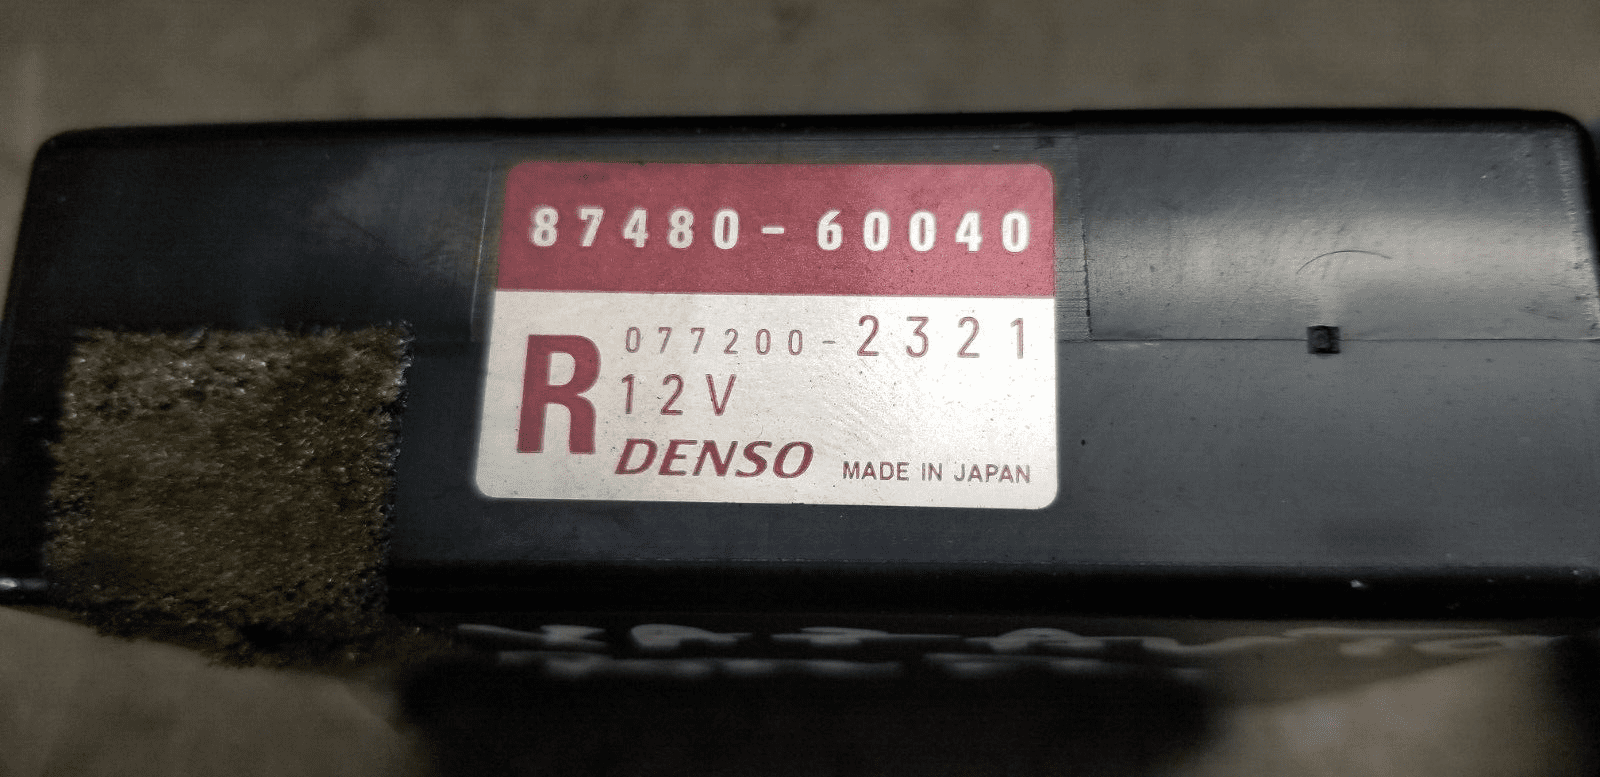 87480-60040
R
077200-2321
12V
DENSO MADE IN JAPAN